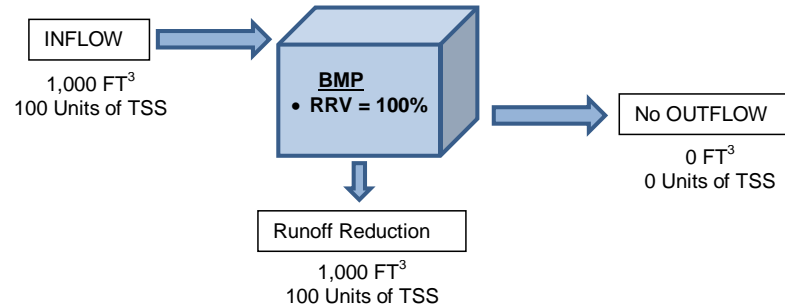 INFLOW
1,000 FT³
100 Units of TSS
BMP
• RRV = 100%
No OUTFLOW
0 FT³
0 Units of TSS
Runoff Reduction
1,000 FT³
100 Units of TSS